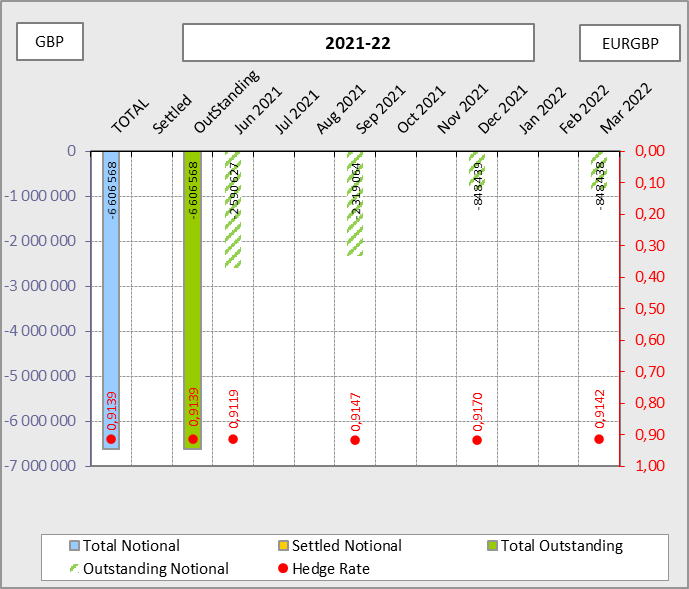 GBP
2021-22
EURGBP
TOTAL
Settled
OutStanding
Jun 2021
Jul 2021
Aug 2021
Sep 2021
Oct 2021
Nov 2021
Dec 2021
Jan 2022
Feb 2022
Mar 2022
0
-1 000 000
-2 000 000
-3 000 000
-4 000 000
-5 000 000
-6 000 000
-7 000 000
-6 606 568
-6 606 568
-2 590 627
-2 319 064
-848 439
-848 438
0,9139
0,9139
0,9119
0,9147
0,9170
0,9142
0,00
0,10
0,20
0,30
0,40
0,50
0,60
0,70
0,80
0,90
1,00
Total Notional
Settled Notional
Total Outstanding
Outstanding Notional
Hedge Rate